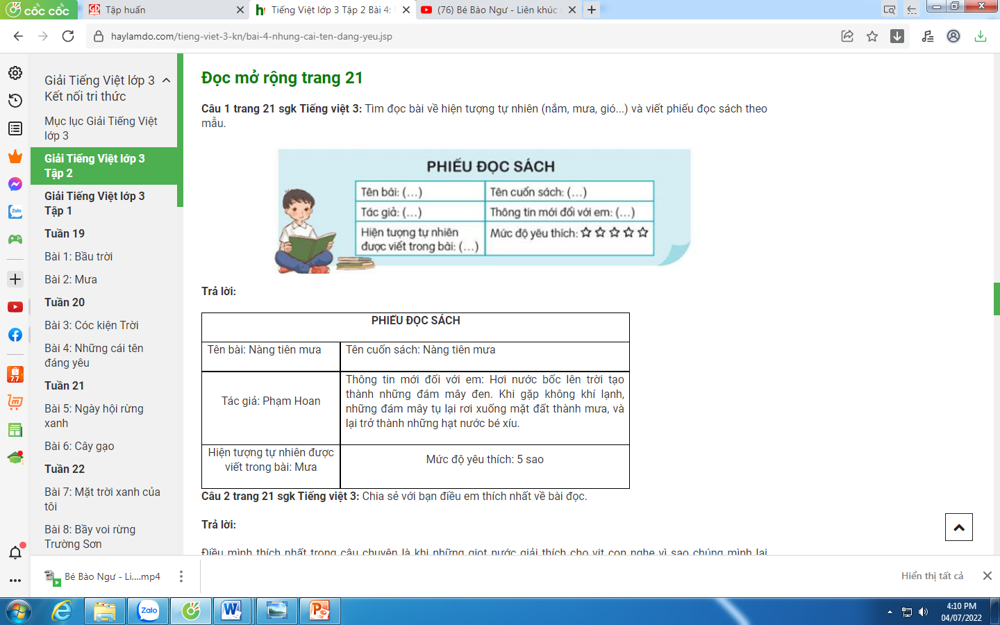 cốc cốc
Tập huấn
Tiếng Việt lớp 3 Tập 2 Bài 4:
(76) Bé Bào Ngư - Liên khúc
haylamdo.com/tieng-viet-3-kn/bai-4-nhung-cai-ten-dang-yeu.jsp
Giải Tiếng Việt lớp 3
Kết nối tri thức
Mục lục Giải Tiếng Việt
lớp 3
Giải Tiếng Việt lớp 3
Tập 2
Giải Tiếng Việt lớp 3
Tập 1
Tuần 19
Bài 1: Bầu trời
Bài 2: Mưa
Tuần 20
Bài 3: Cóc kiện Trời
Bài 4: Những cái tên
đáng yêu
Tuần 21
Bài 5: Ngày hội rừng
xanh
Bài 6: Cây gạo
Tuần 22
Bài 7: Mặt trời xanh của
tôi
Bài 8: Bầy voi rừng
Trường Sơn
Zalo
7.7
Đọc mở rộng trang 21
Câu 1 trang 21 sgk Tiếng việt 3: Tìm đọc bài về hiện tượng tự nhiên (nắm, mưa, gió...) và viết phiếu đọc sách theo
mẫu.
PHIẾU ĐỌC SÁCH
Tên bài: (...)
Tên cuốn sách: (...)
Tác giả: (...)
Thông tin mới đối với em: (...)
Hiện tượng tự nhiên
được viết trong bài: (...)
Mức độ yêu thích: ☆☆☆☆☆
Trả lời:
PHIẾU ĐỌC SÁCH
Tên bài: Nàng tiên mưa
Tên cuốn sách: Nàng tiên mưa
Tác giả: Phạm Hoan
Thông tin mới đối với em: Hơi nước bốc lên trời tạo
thành những đám mây đen. Khi gặp không khí lạnh,
những đám mây tụ lại rơi xuống mặt đất thành mưa, và
lại trở thành những hạt nước bé xíu.
Hiện tượng tự nhiên được
viết trong bài: Mưa
Mức độ yêu thích: 5 sao
Câu 2 trang 21 sgk Tiếng việt 3: Chia sẻ với bạn điều em thích nhất về bài đọc.
Trả lời:
Điều mình thích nhất trong câu chuyện là khi những giọt nước giải thích cho vịt con nghe vì sao chúng mình lại
Bé Bào Ngư - Li....mp4
Hiển thị tất cả
Zalo
4:10 PM
04/07/2022